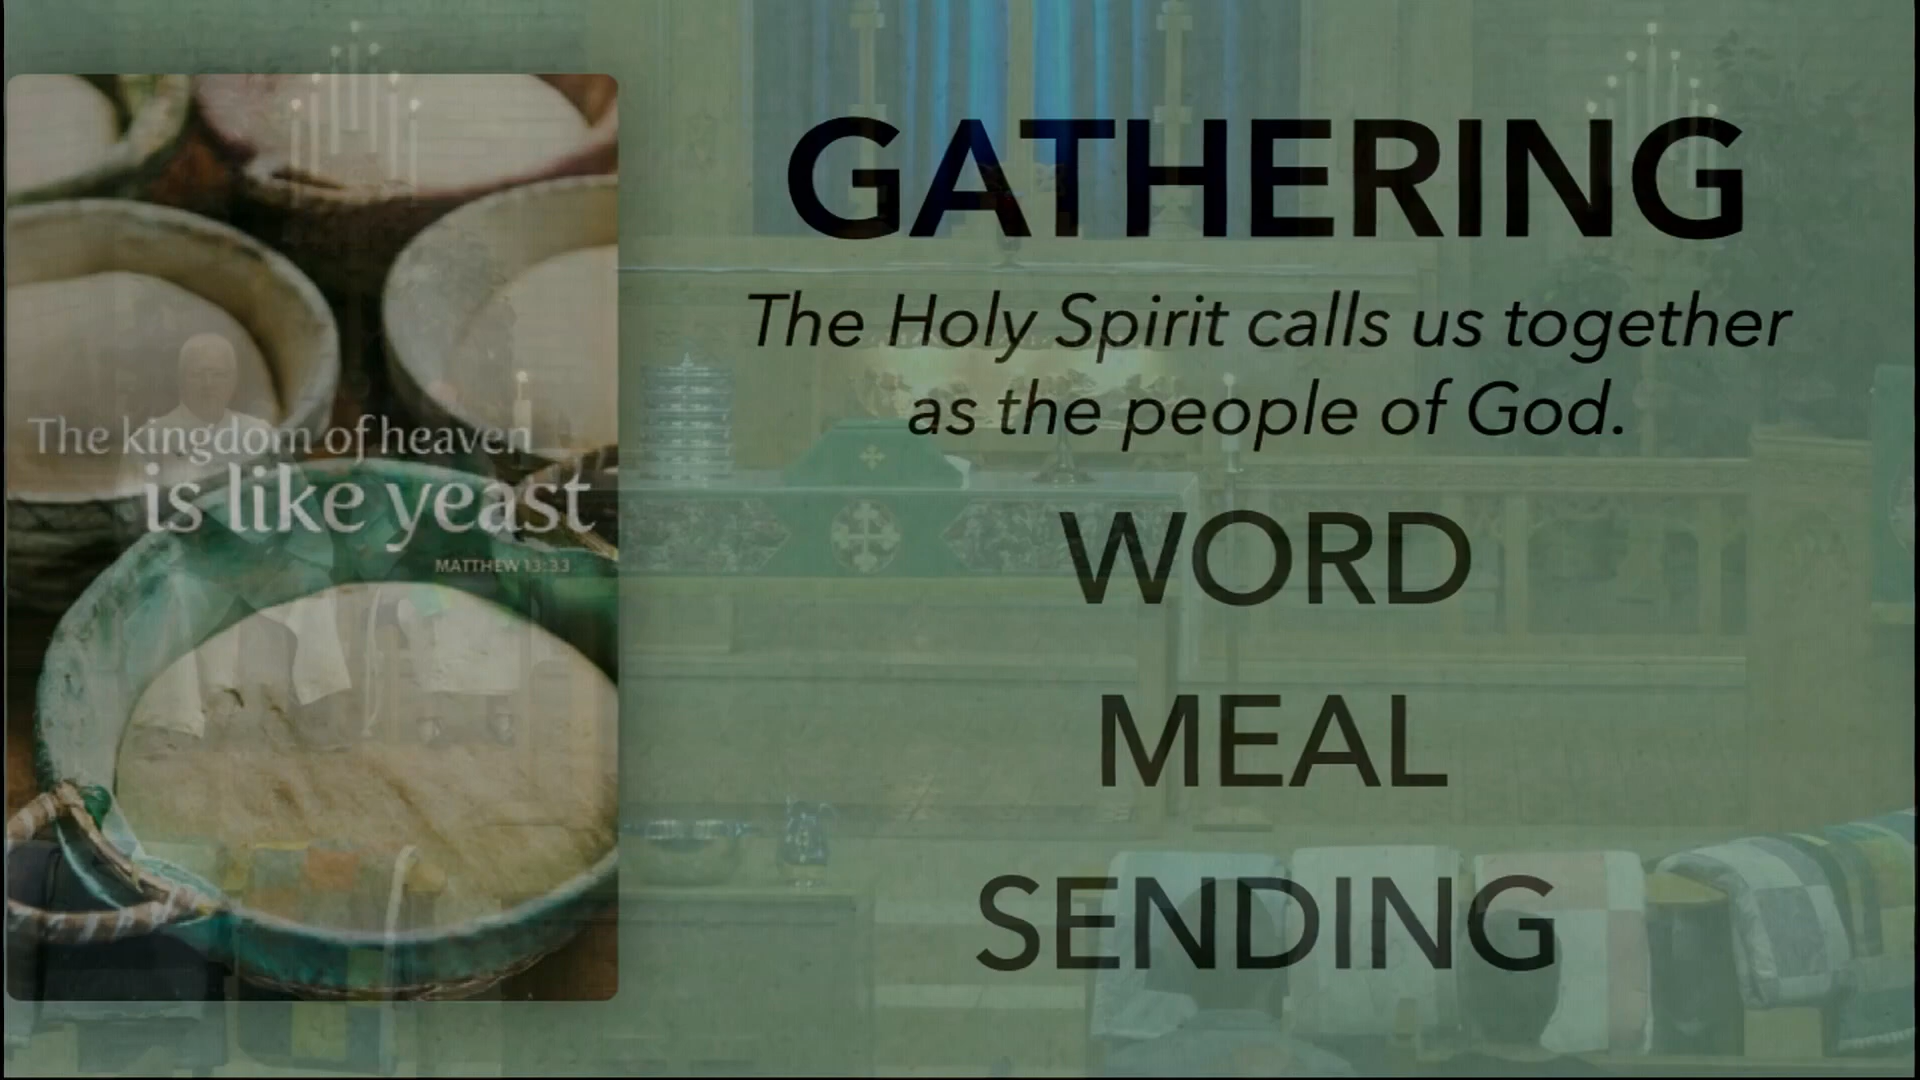 The kingdom of heaven
is like yeast
MATTHEW 13:33
GATHERING
The Holy Spirit calls us together
as the people of God.
WORD
MEAL
SENDING